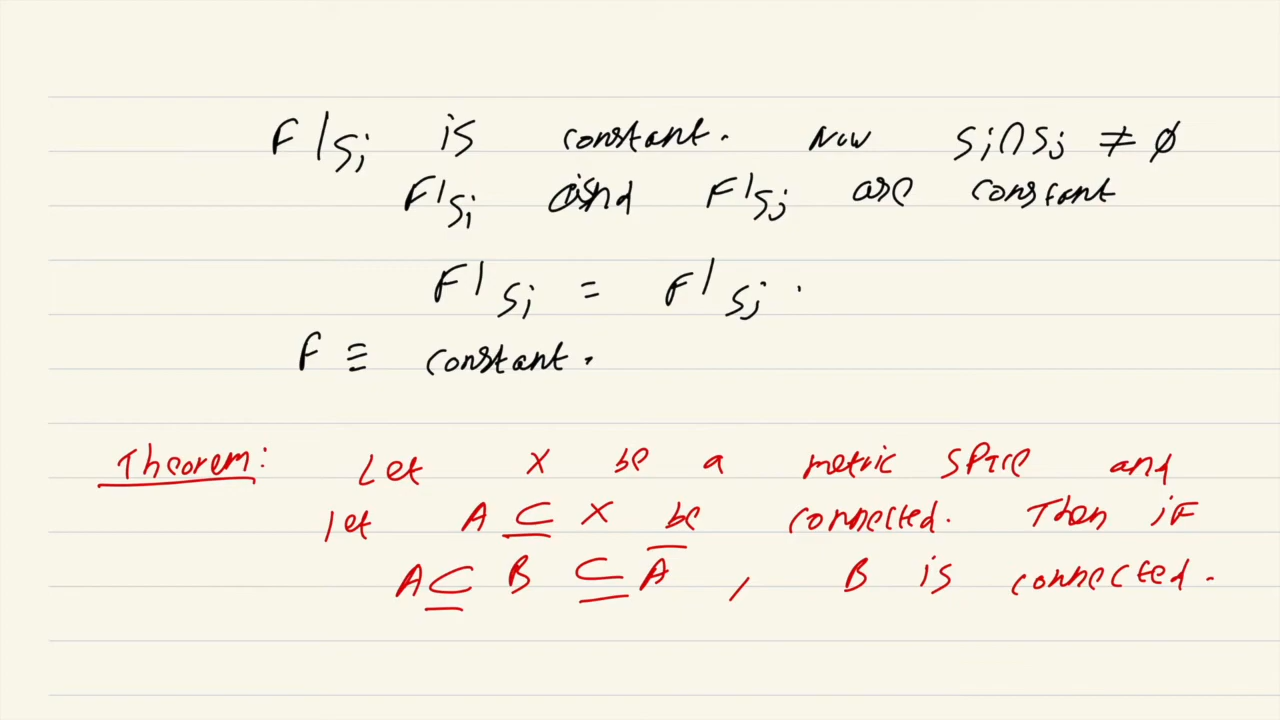 F|Si is constant. Now Si∩Sj ≠ ∅
F|Si and F|Sj are constant
F|Si = F|Sj .
F ≡ constant.
Theorem: Let X be a metric space and
let A ⊆ X be connected. Then if
A ⊆ B ⊆ A̅ , B is connected.